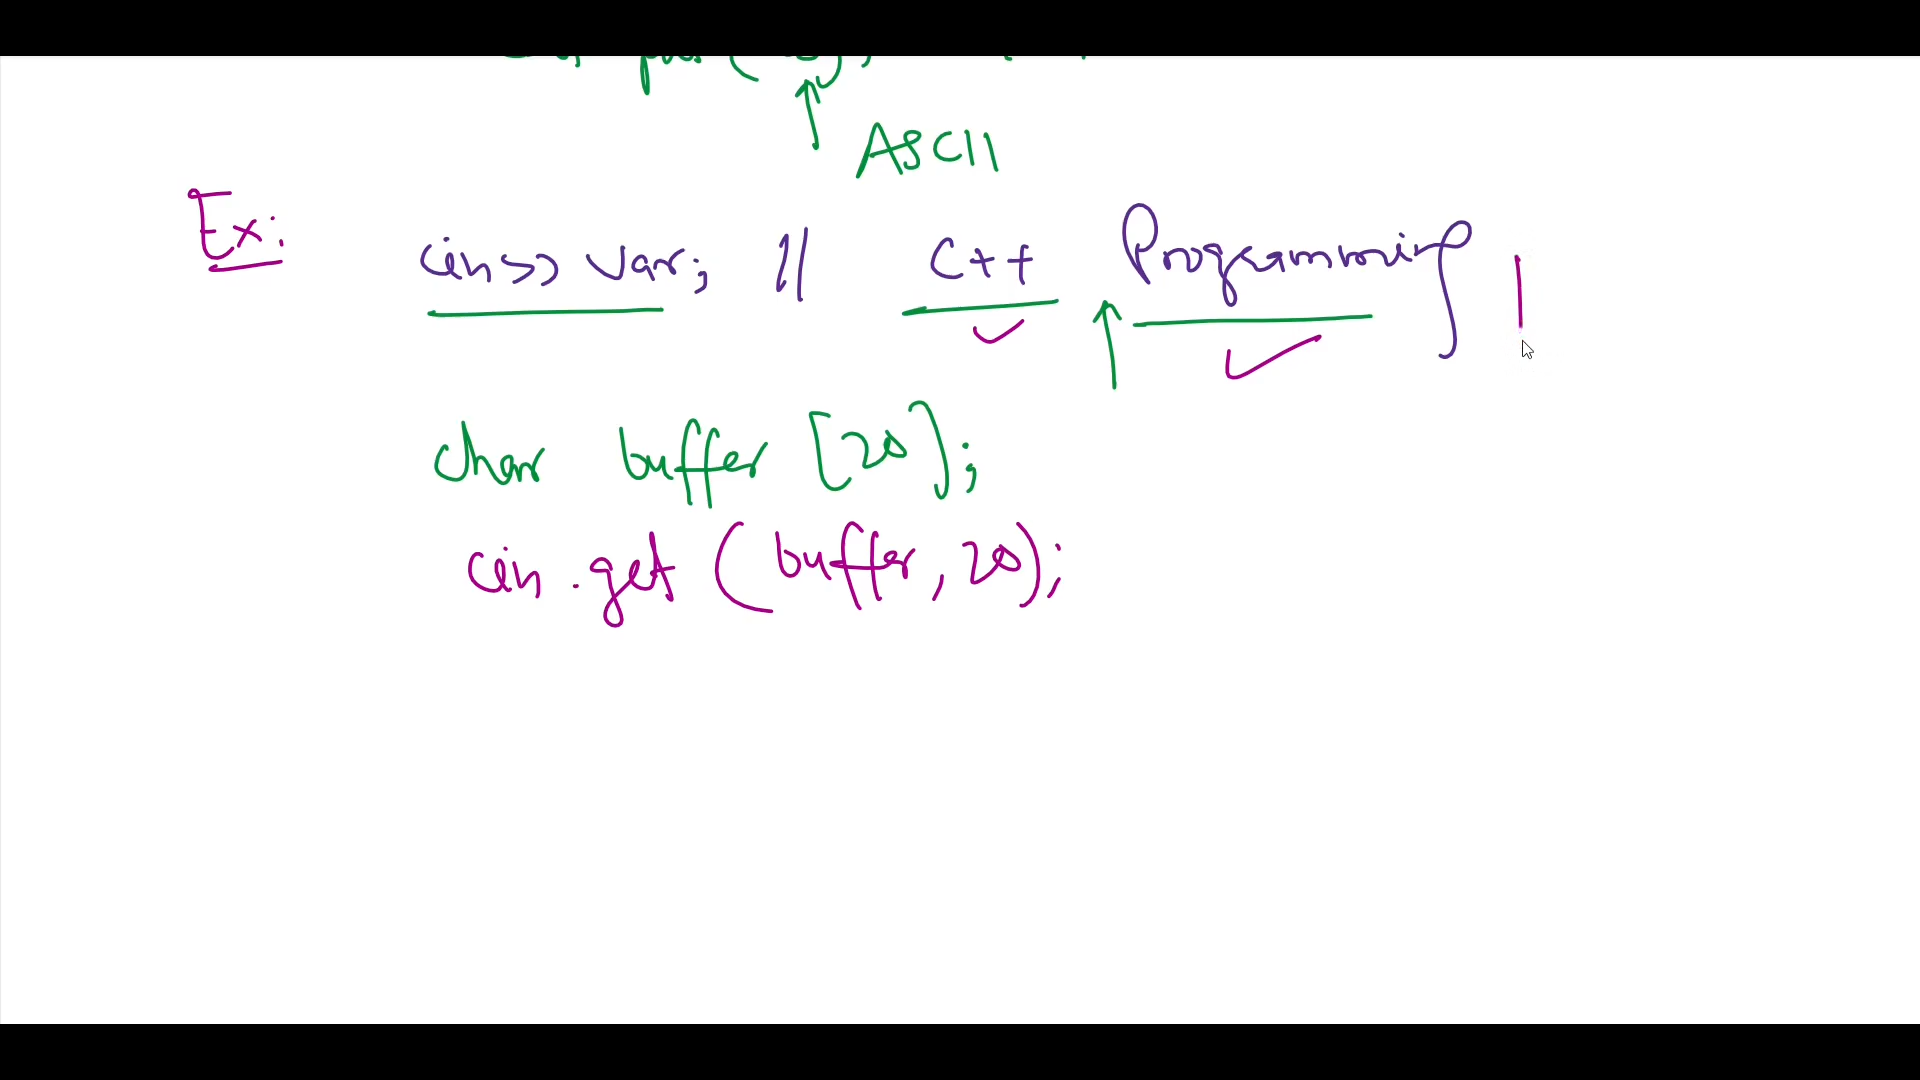 ASCII
Ex:
cin>> var; // C++ Programming
char buffer [20];
cin.get (buffer, 20);